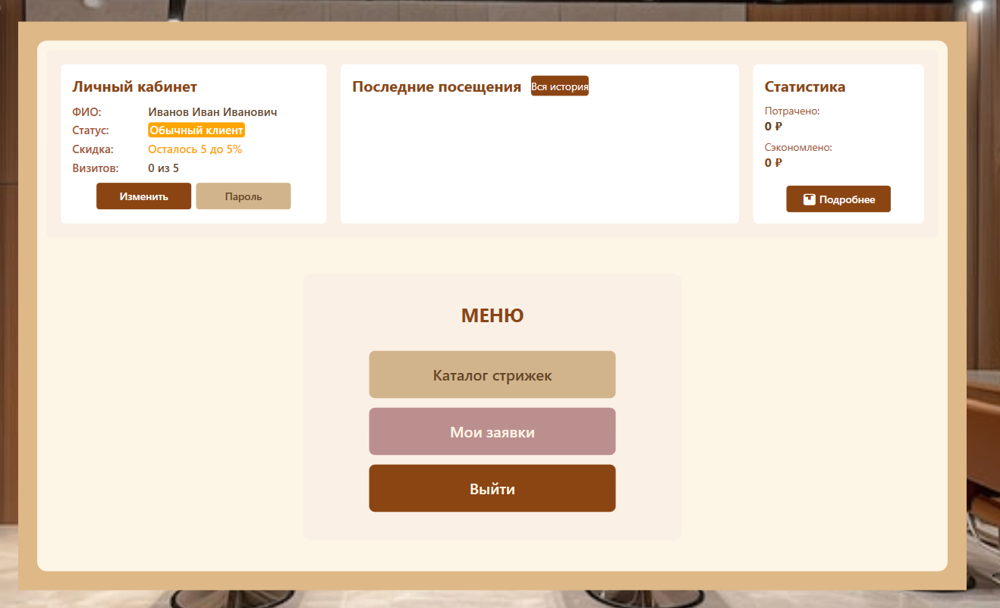 Личный кабинет
ФИО: Иванов Иван Иванович
Статус: Обычный клиент
Скидка: Осталось 5 до 5%
Визитов: 0 из 5
Изменить Пароль
Последние посещения Вся история
Статистика
Потрачено:
0 ₽
Сэкономлено:
0 ₽
Подробнее
МЕНЮ
Каталог стрижек
Мои заявки
Выйти